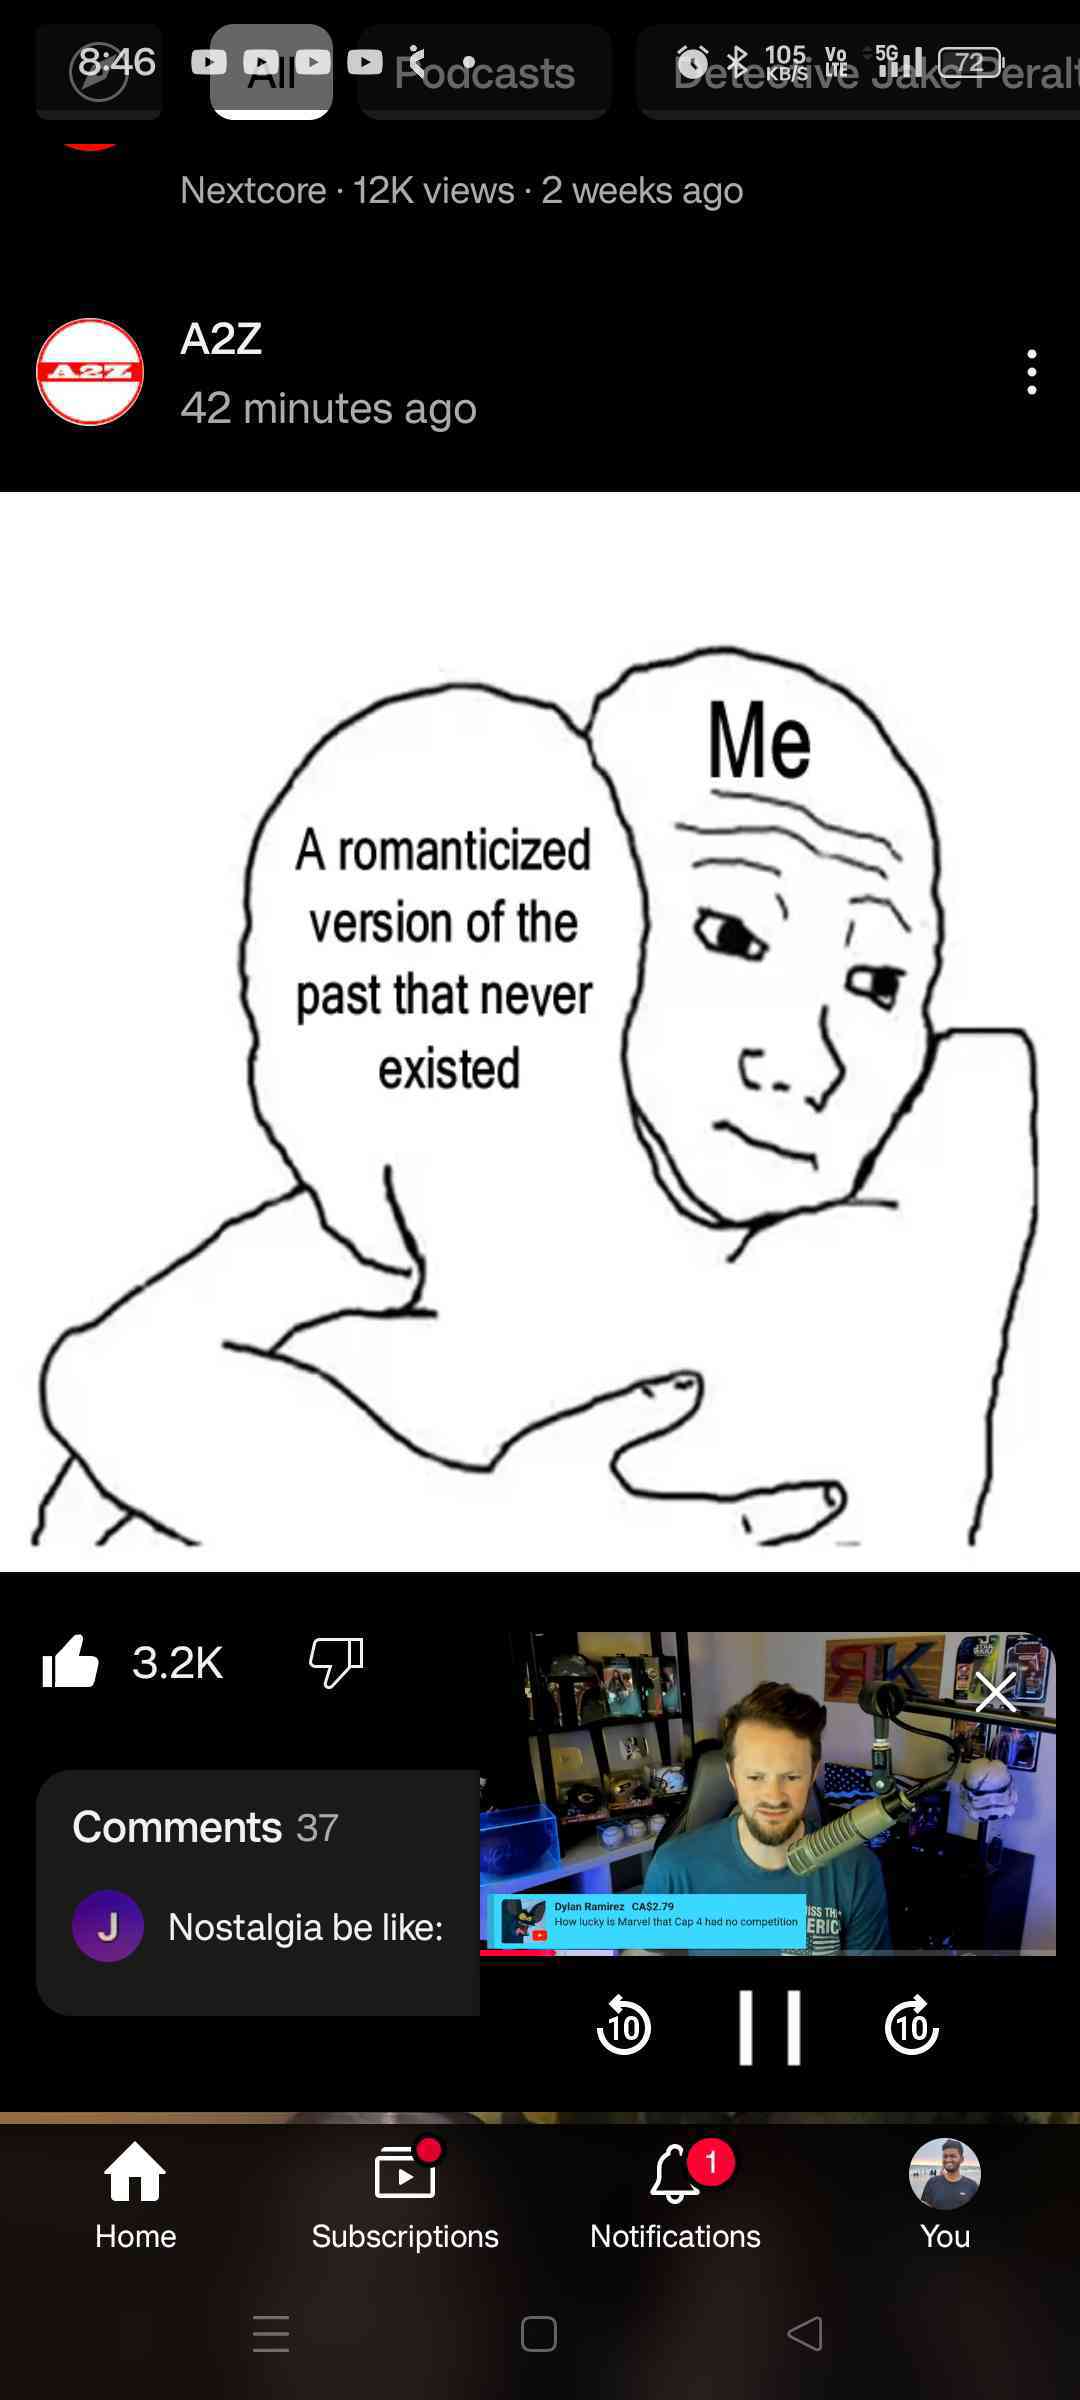 8:46
105 KB/S
Vo LTE
5G
72
All
Podcasts
Detective Jake Peral
Nextcore · 12K views · 2 weeks ago
A2Z
A2Z
42 minutes ago
Me
A romanticized
version of the
past that never
existed
3.2K
RK
Comments 37
J
Nostalgia be like:
Dylan Ramirez CA$2.79
How lucky is Marvel that Cap 4 had no competition
10
10
1
Home
Subscriptions
Notifications
You